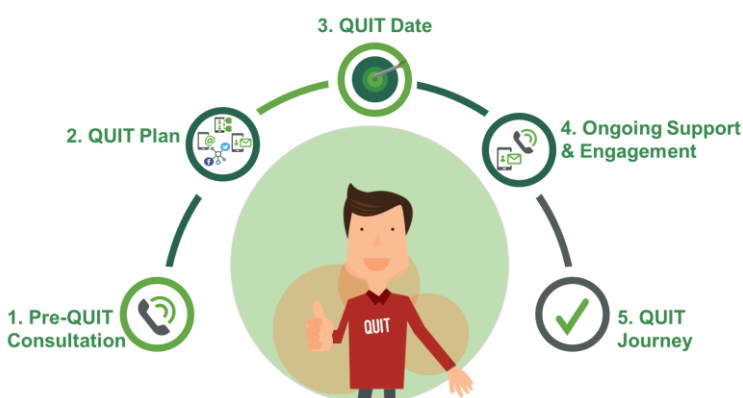 3. QUIT Date
2. QUIT Plan
4. Ongoing Support
& Engagement
1. Pre-QUIT
Consultation
5. QUIT
Journey
QUIT